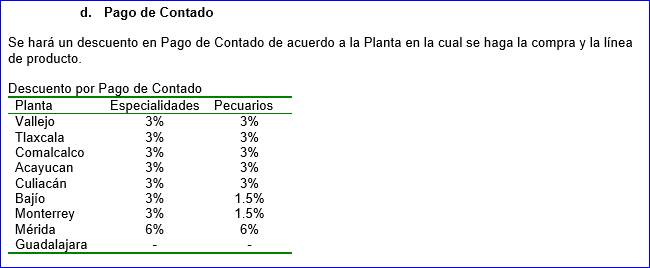 d. Pago de Contado
Se hará un descuento en Pago de Contado de acuerdo a la Planta en la cual se haga la compra y la línea
de producto.
Descuento por Pago de Contado
Planta Especialidades Pecuarios
Vallejo 3% 3%
Tlaxcala 3% 3%
Comalcalco 3% 3%
Acayucan 3% 3%
Culiacán 3% 3%
Bajío 3% 1.5%
Monterrey 3% 1.5%
Mérida 6% 6%
Guadalajara - -